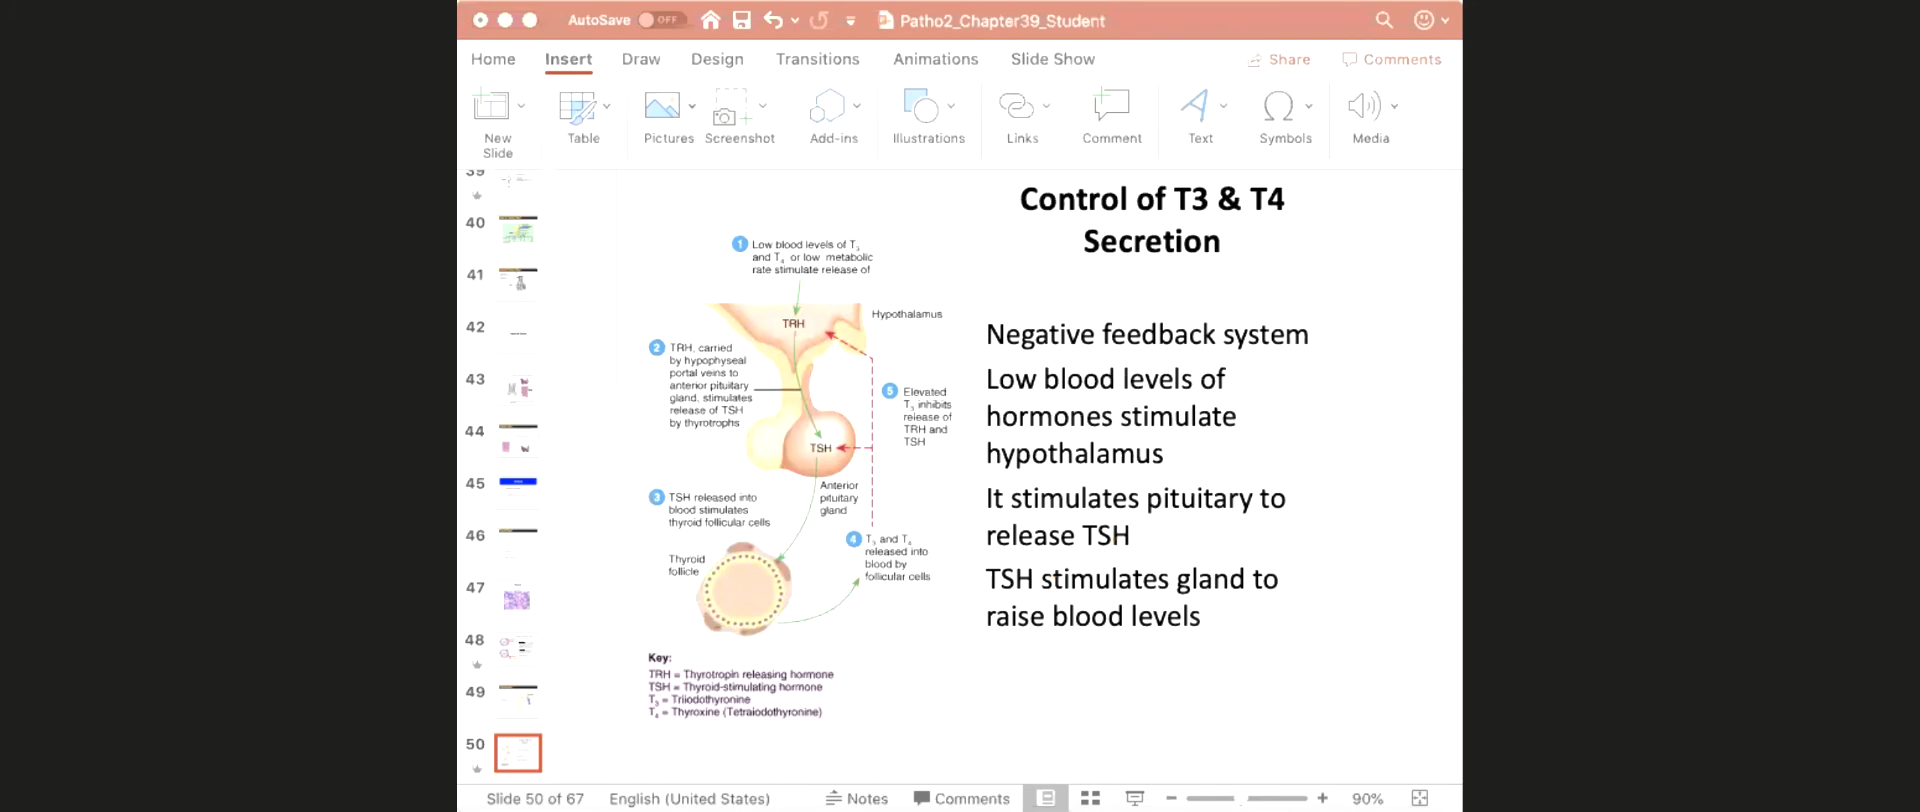 AutoSave OFF Patho2_Chapter39_Student
Home Insert Draw Design Transitions Animations Slide Show Share Comments
New
Slide
Table
Pictures
Screenshot
Add-ins
Illustrations
Links
Comment
Text
Symbols
Media
39
40
41
42
43
44
45
46
47
48
49
50
Control of T3 & T4
Secretion
1 Low blood levels of T3
and T4 or low metabolic
rate stimulate release of
TRH
Hypothalamus
2 TRH, carried
by hypophyseal
portal veins to
anterior pituitary
gland, stimulates
release of TSH
by thyrotrophs
5 Elevated
T3 inhibits
release of
TRH and
TSH
TSH
Anterior
pituitary
gland
3 TSH released into
blood stimulates
thyroid follicular cells
4 T3 and T4
released into
blood by
follicular cells
Thyroid
follicle
Key:
TRH = Thyrotropin releasing hormone
TSH = Thyroid-stimulating hormone
T3 = Triiodothyronine
T4 = Thyroxine (Tetraiodothyronine)
Negative feedback system
Low blood levels of
hormones stimulate
hypothalamus
It stimulates pituitary to
release TSH
TSH stimulates gland to
raise blood levels
Slide 50 of 67 English (United States) Notes Comments 90%